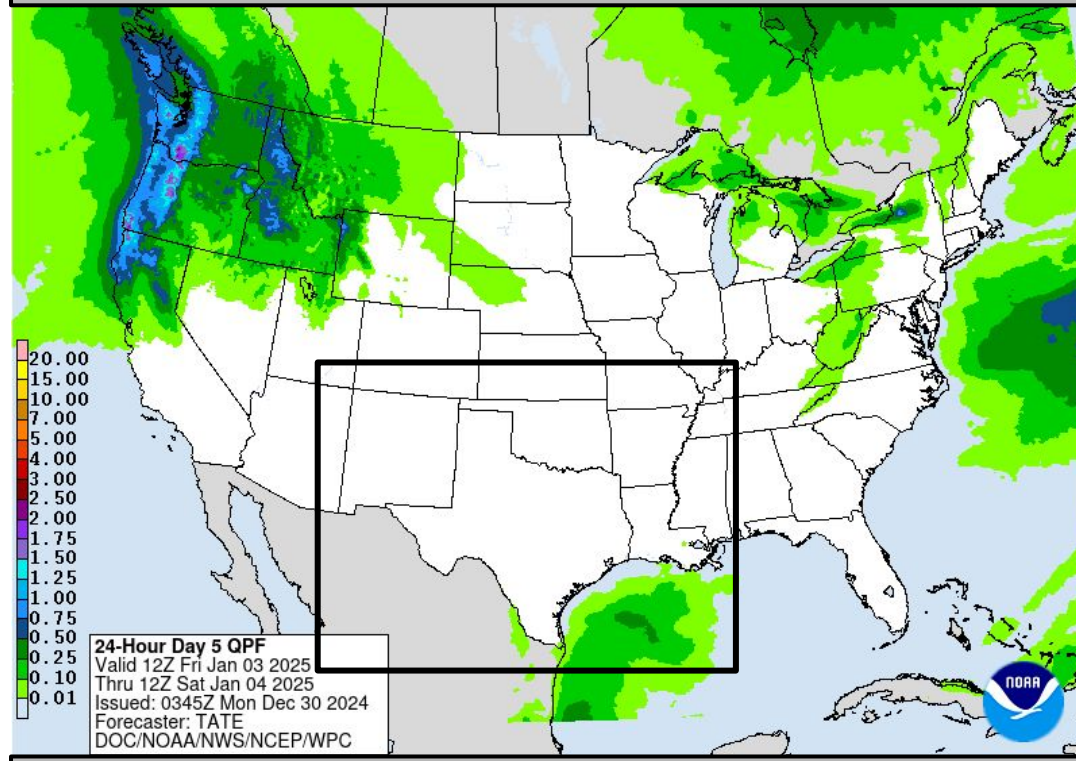 20.00
15.00
10.00
7.00
5.00
4.00
3.00
2.50
2.00
1.75
1.50
1.25
1.00
0.75
0.50
0.25
0.10
0.01
24-Hour Day 5 QPF
Valid 12Z Fri Jan 03 2025
Thru 12Z Sat Jan 04 2025
Issued: 0345Z Mon Dec 30 2024
Forecaster: TATE
DOC/NOAA/NWS/NCEP/WPC
NOAA